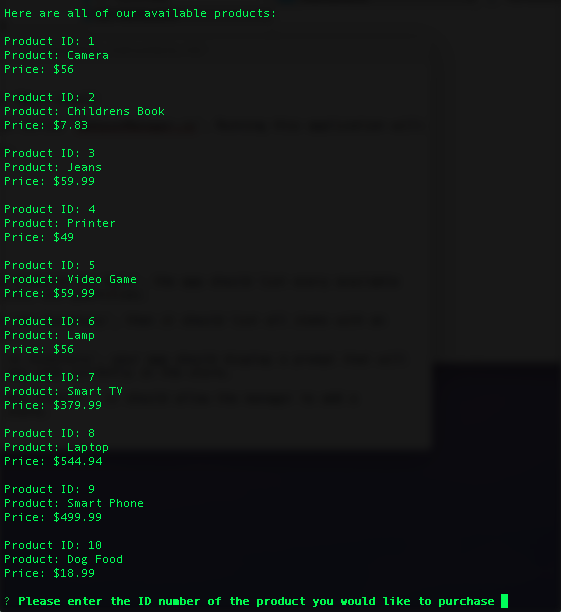 Here are all of our available products:
Product ID: 1
Product: Camera
Price: $56
Product ID: 2
Product: Childrens Book
Price: $7.83
Product ID: 3
Product: Jeans
Price: $59.99
Product ID: 4
Product: Printer
Price: $49
Product ID: 5
Product: Video Game
Price: $59.99
Product ID: 6
Product: Lamp
Price: $56
Product ID: 7
Product: Smart TV
Price: $379.99
Product ID: 8
Product: Laptop
Price: $544.94
Product ID: 9
Product: Smart Phone
Price: $499.99
Product ID: 10
Product: Dog Food
Price: $18.99
? Please enter the ID number of the product you would like to purchase